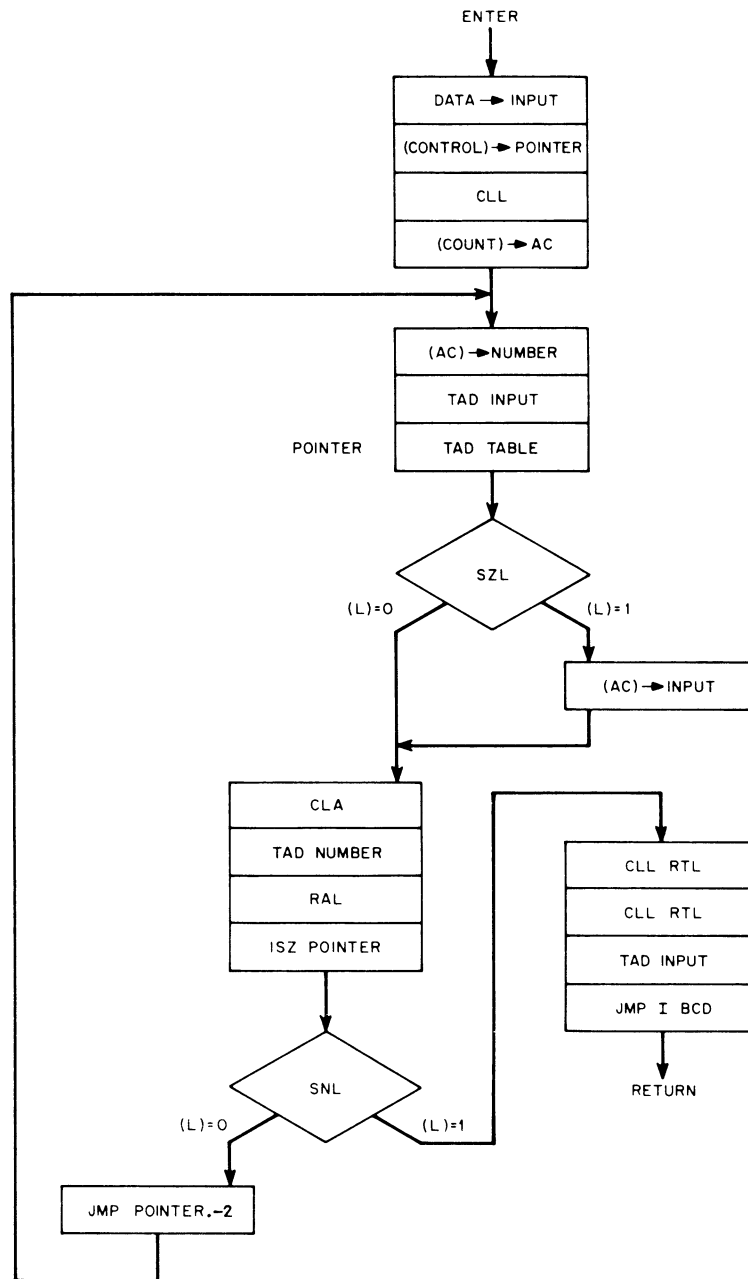 ENTER
DATA → INPUT
(CONTROL) → POINTER
CLL
(COUNT) → AC
(AC) → NUMBER
TAD INPUT
POINTER TAD TABLE
SZL
(L)=0 (L)=1
(AC) → INPUT
CLA
TAD NUMBER
RAL
ISZ POINTER
CLL RTL
CLL RTL
TAD INPUT
JMP I BCD
RETURN
SNL
(L)=0 (L)=1
JMP POINTER.-2